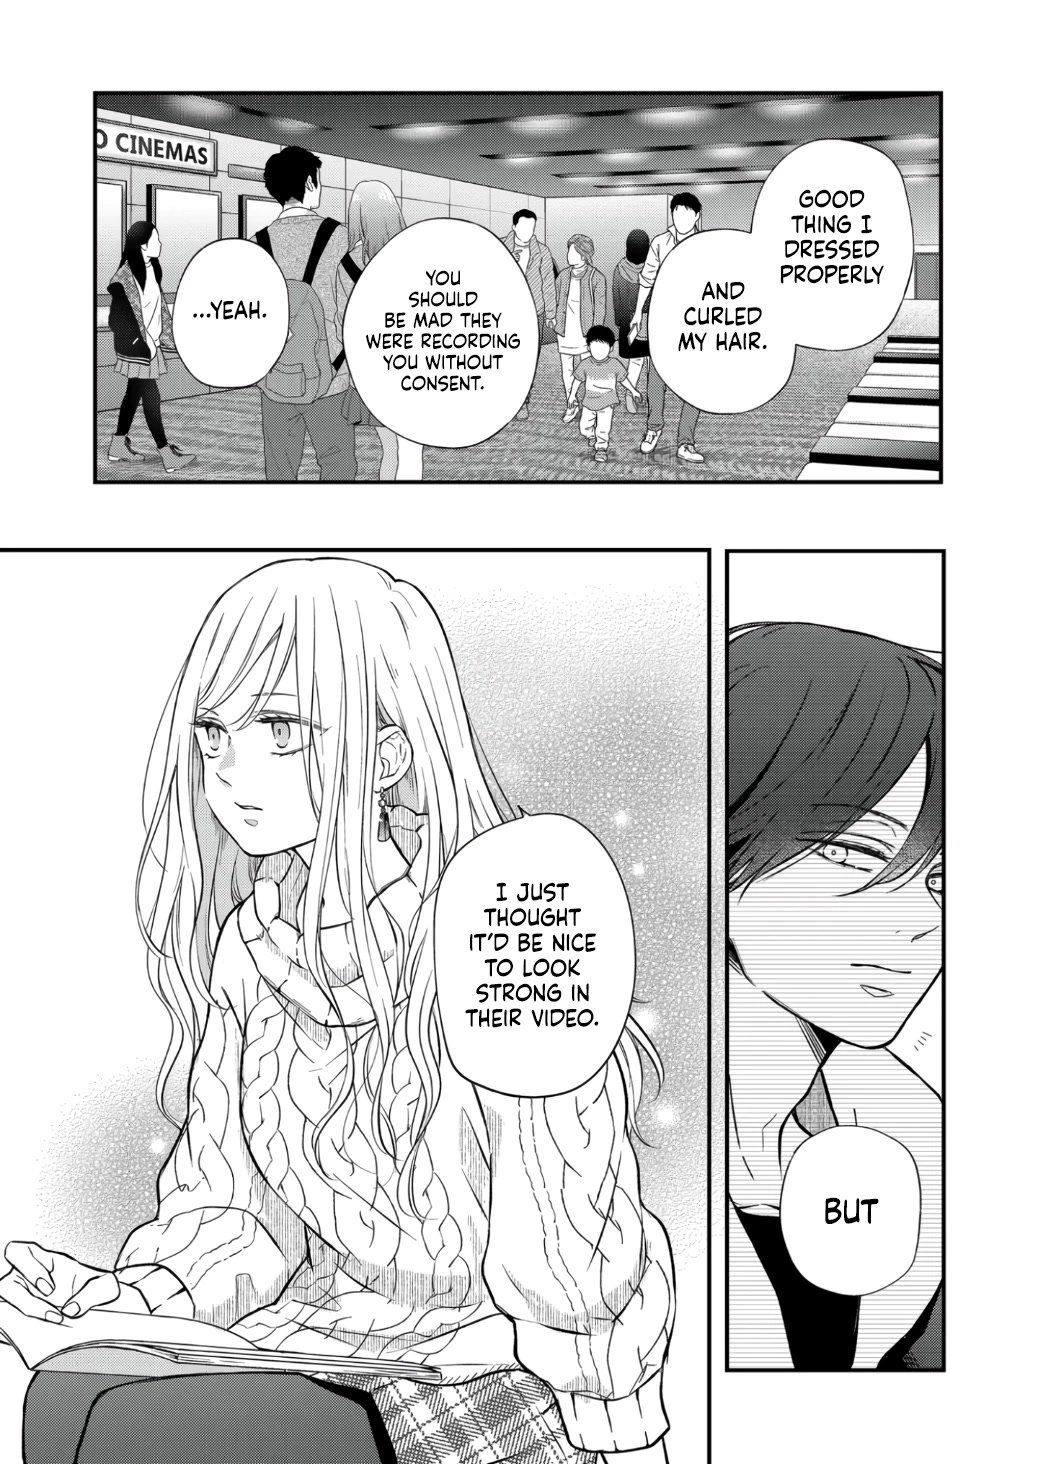 O CINEMAS
GOOD
THING I
DRESSED
PROPERLY
AND
CURLED
MY HAIR.
YOU
SHOULD
BE MAD THEY
WERE RECORDING
YOU WITHOUT
CONSENT.
...YEAH.
BUT
I JUST
THOUGHT
IT'D BE NICE
TO LOOK
STRONG IN
THEIR VIDEO.